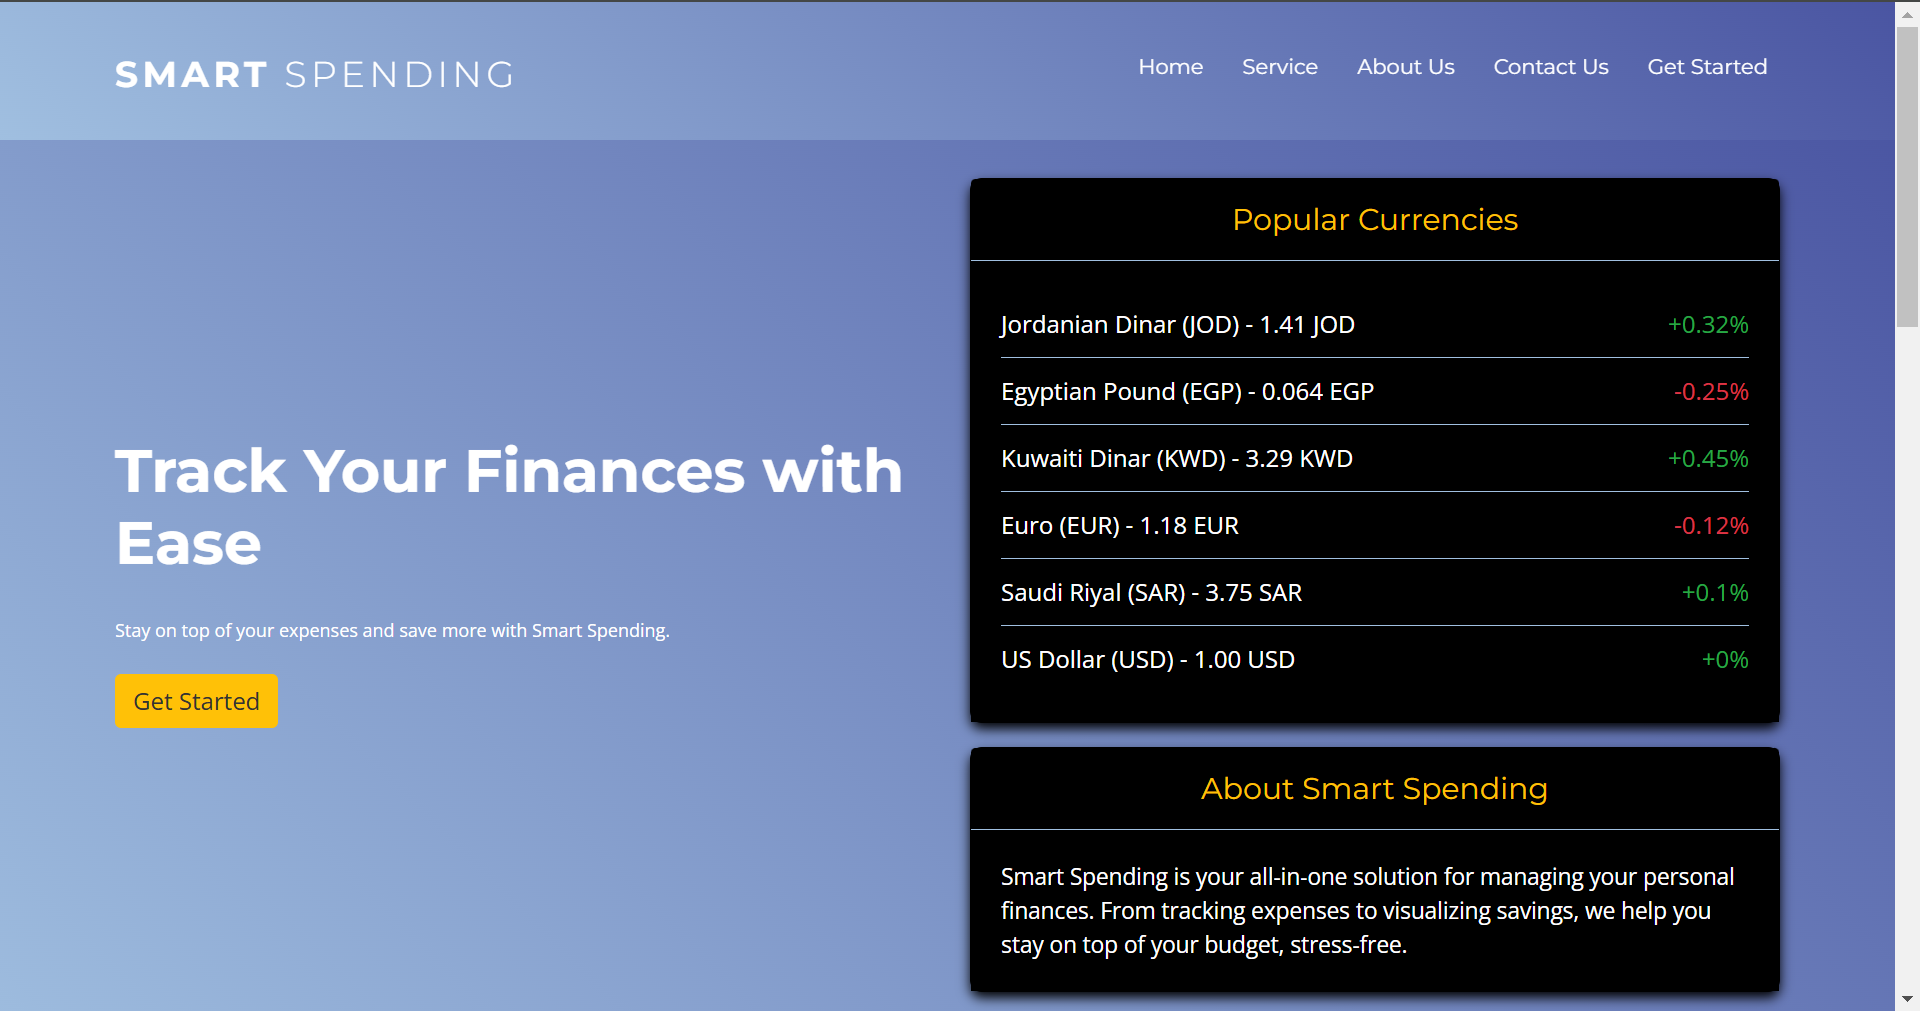 SMART SPENDING
Home Service About Us Contact Us Get Started
Track Your Finances with
Ease
Stay on top of your expenses and save more with Smart Spending.
Get Started
Popular Currencies
Jordanian Dinar (JOD) - 1.41 JOD +0.32%
Egyptian Pound (EGP) - 0.064 EGP -0.25%
Kuwaiti Dinar (KWD) - 3.29 KWD +0.45%
Euro (EUR) - 1.18 EUR -0.12%
Saudi Riyal (SAR) - 3.75 SAR +0.1%
US Dollar (USD) - 1.00 USD +0%
About Smart Spending
Smart Spending is your all-in-one solution for managing your personal
finances. From tracking expenses to visualizing savings, we help you
stay on top of your budget, stress-free.